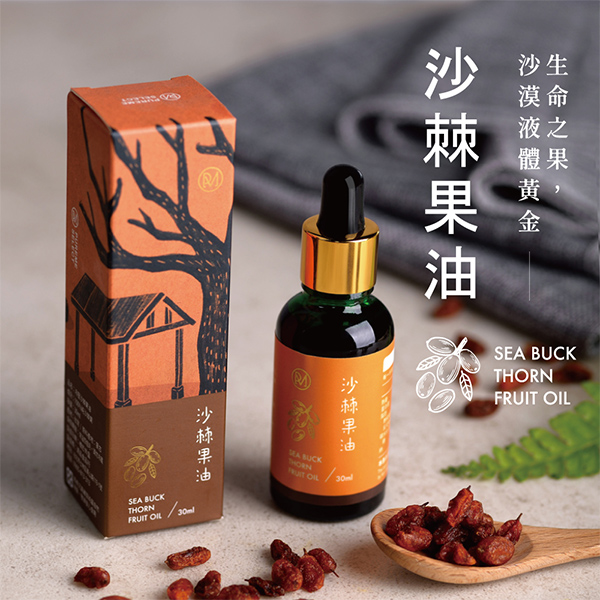 生命之果，
沙漠液體黃金
沙棘果油
SEA BUCK
THORN
FRUIT OIL
PUREME
SELECT
沙棘果油
SEA BUCK
THORN
FRUIT OIL
30ml
沙棘果油
SEA BUCK
THORN
FRUIT OIL
30ml